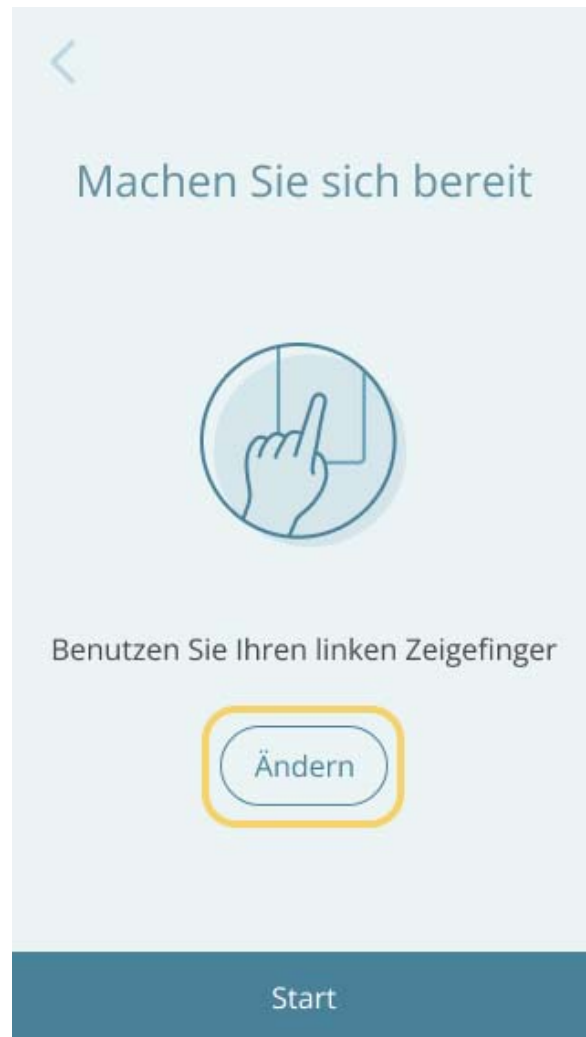 Machen Sie sich bereit
Benutzen Sie Ihren linken Zeigefinger
Ändern
Start